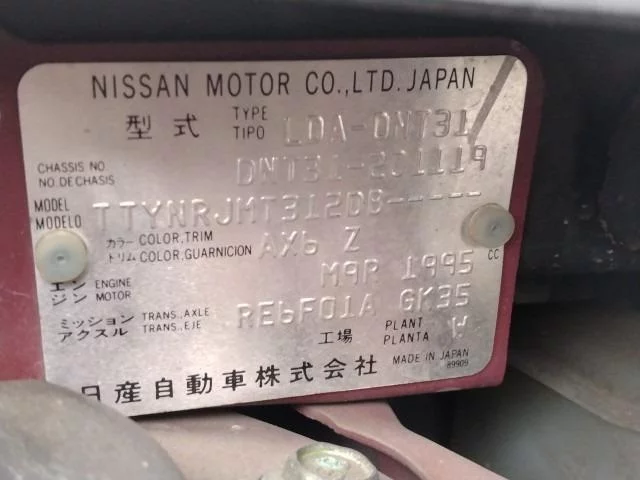 NISSAN MOTOR CO.,LTD. JAPAN
型式 TYPE TIPO LDA-DNT31
CHASSIS NO. NO.DE CHASIS DNT31-201119
MODEL MODELO TTYNRJMT312DB-----
カラー トリム COLOR,TRIM COLOR,GUARNICION AX6 Z
エンジン ENGINE MOTOR M9R 1995 CC
ミッション アクスル TRANS.,AXLE TRANS.,EJE RE6F01A GK35
工場 PLANT PLANTA W
日産自動車株式会社 MADE IN JAPAN
89909